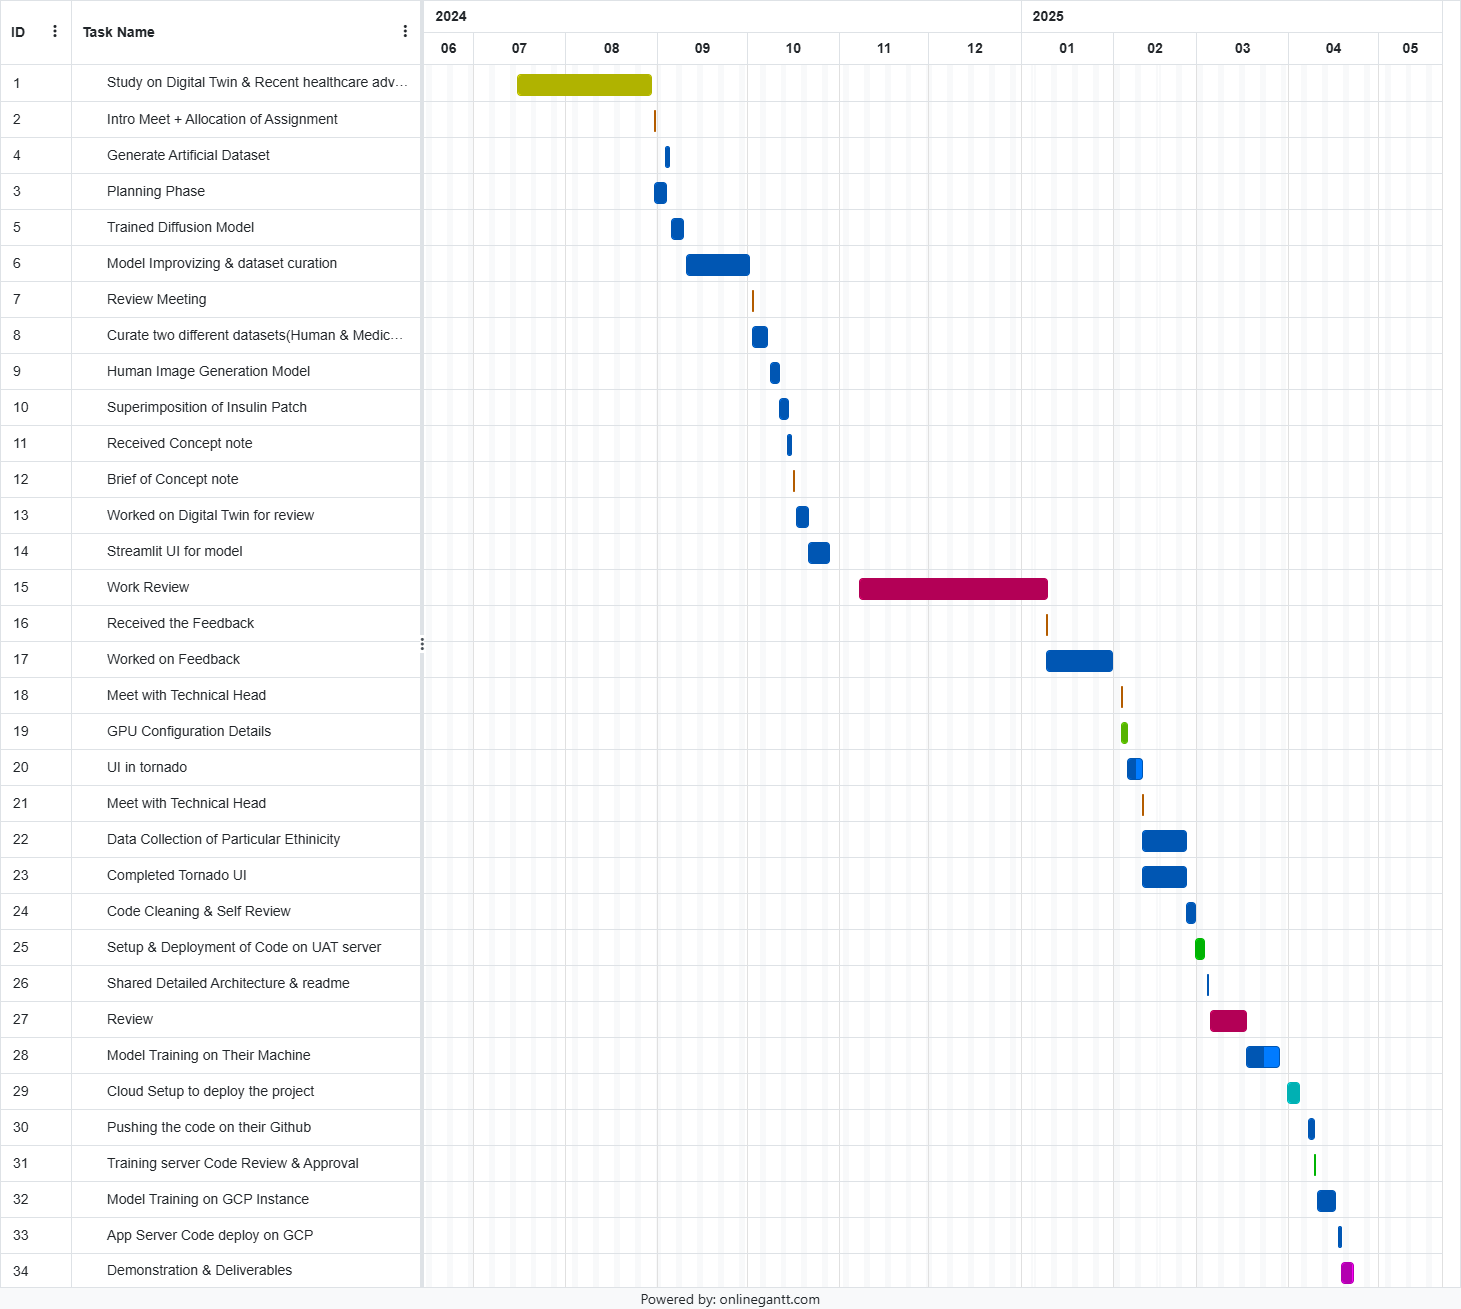 2024 2025
ID Task Name 06 07 08 09 10 11 12 01 02 03 04 05
1 Study on Digital Twin & Recent healthcare adv...
2 Intro Meet + Allocation of Assignment
4 Generate Artificial Dataset
3 Planning Phase
5 Trained Diffusion Model
6 Model Improvizing & dataset curation
7 Review Meeting
8 Curate two different datasets(Human & Medic...
9 Human Image Generation Model
10 Superimposition of Insulin Patch
11 Received Concept note
12 Brief of Concept note
13 Worked on Digital Twin for review
14 Streamlit UI for model
15 Work Review
16 Received the Feedback
17 Worked on Feedback
18 Meet with Technical Head
19 GPU Configuration Details
20 UI in tornado
21 Meet with Technical Head
22 Data Collection of Particular Ethinicity
23 Completed Tornado UI
24 Code Cleaning & Self Review
25 Setup & Deployment of Code on UAT server
26 Shared Detailed Architecture & readme
27 Review
28 Model Training on Their Machine
29 Cloud Setup to deploy the project
30 Pushing the code on their Github
31 Training server Code Review & Approval
32 Model Training on GCP Instance
33 App Server Code deploy on GCP
34 Demonstration & Deliverables
Powered by: onlinegantt.com